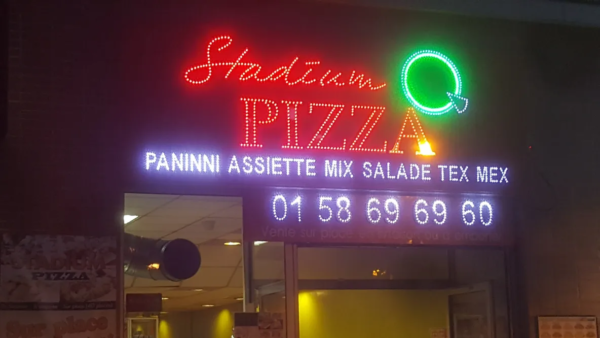 Stadium
PIZZA
PANINNI ASSIETTE MIX SALADE TEX MEX
01 58 69 69 60
PIZZA